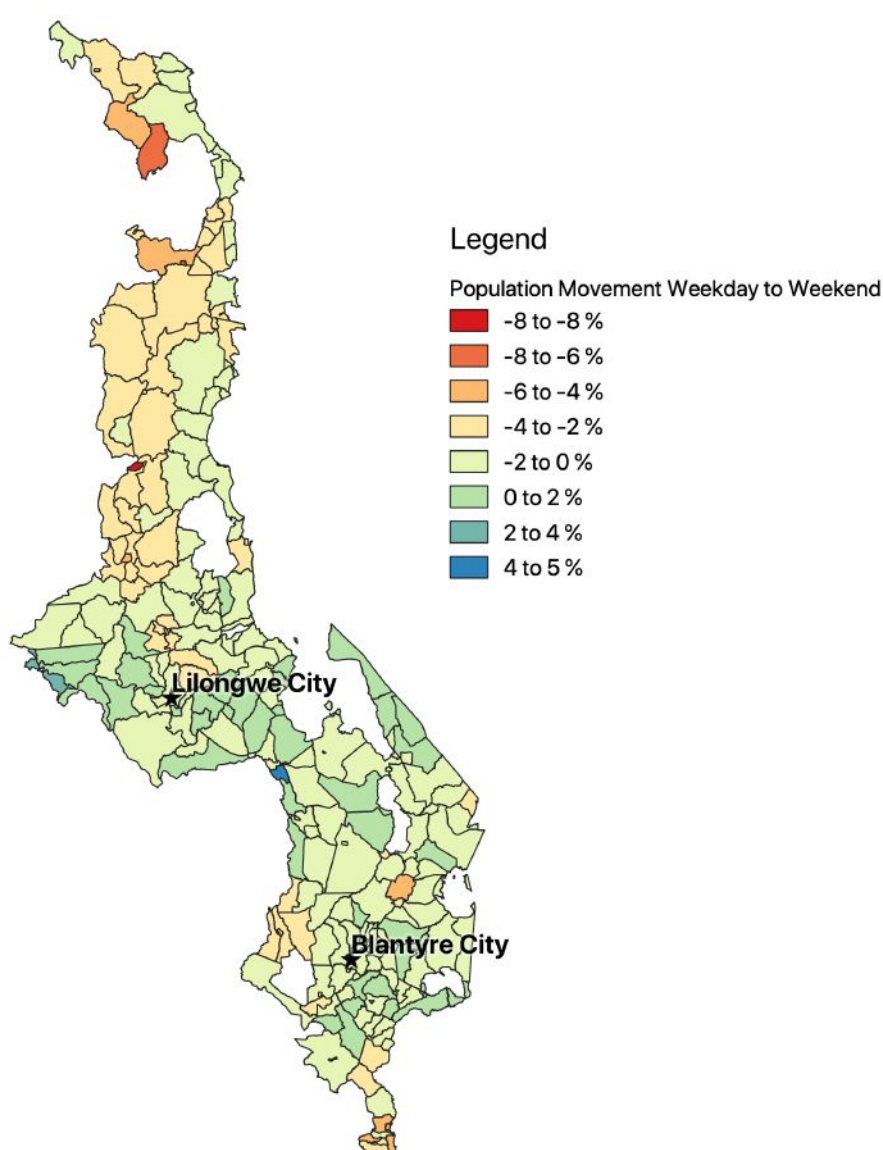 Legend
Population Movement Weekday to Weekend
-8 to -8 %
-8 to -6 %
-6 to -4 %
-4 to -2 %
-2 to 0 %
0 to 2 %
2 to 4 %
4 to 5 %
Lilongwe City
Blantyre City